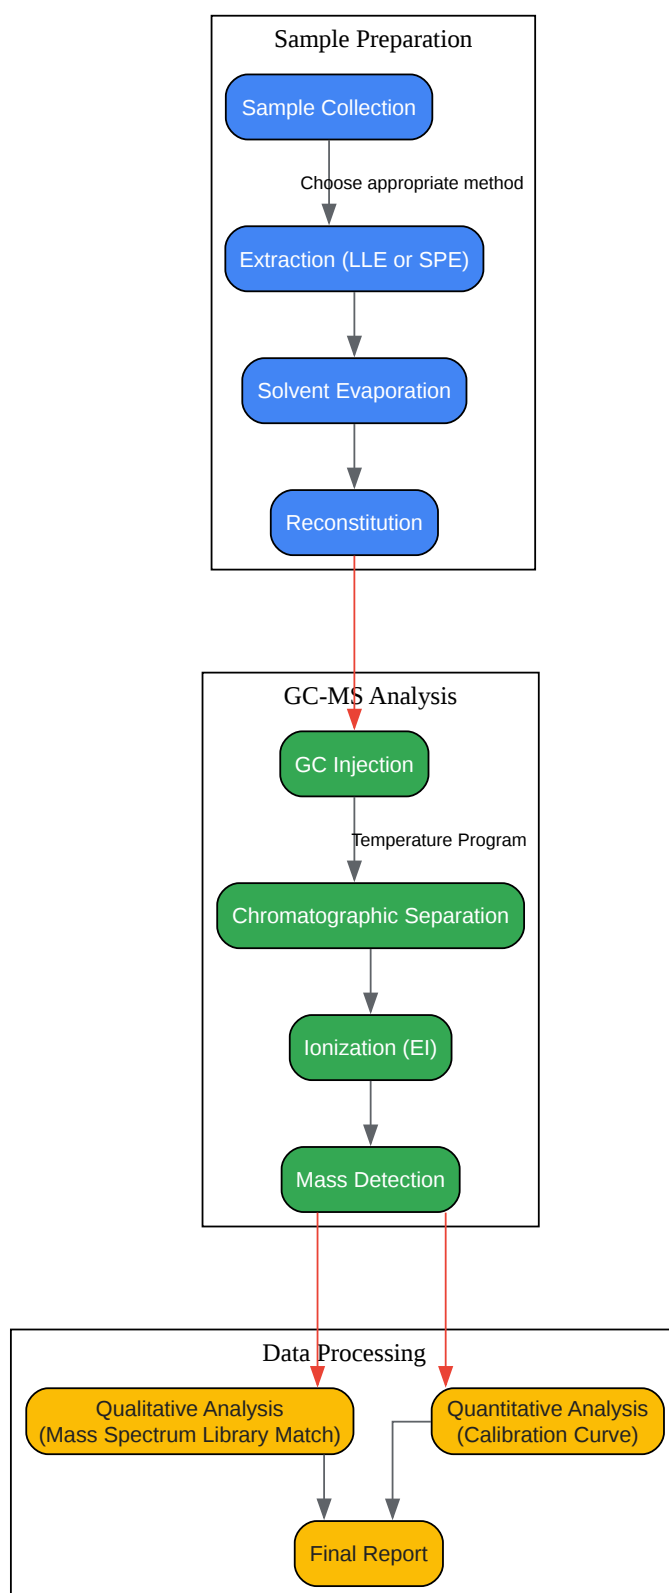 Sample Preparation
Sample Collection
Choose appropriate method
Extraction (LLE or SPE)
Solvent Evaporation
Reconstitution
GC-MS Analysis
GC Injection
Temperature Program
Chromatographic Separation
Ionization (EI)
Mass Detection
Data Processing
Qualitative Analysis
(Mass Spectrum Library Match)
Quantitative Analysis
(Calibration Curve)
Final Report